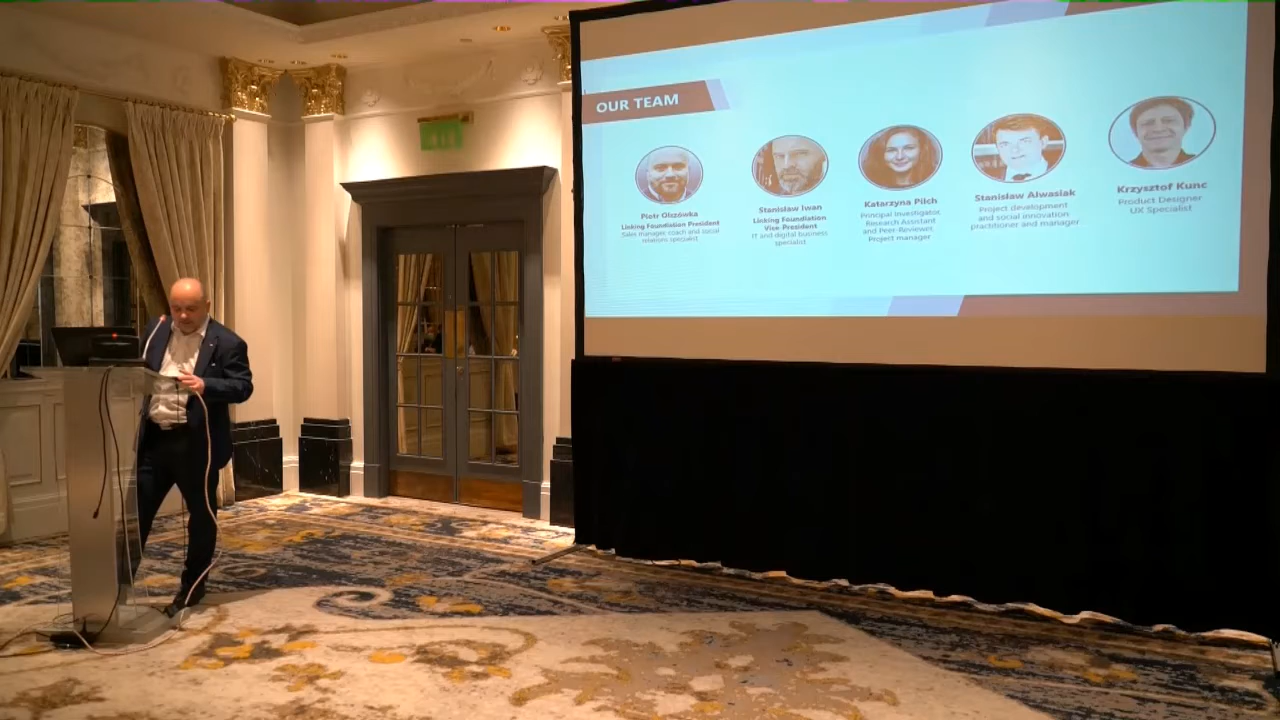 OUR TEAM
Piotr Olszówka
Linking Foundation President
Sales manager, coach and social
relations specialist
Stanisław Iwan
Linking Foundation
Vice-President
IT and digital business
specialist
Katarzyna Pilch
Principal Investigator,
Research Assistant
and Peer-Reviewer,
Project manager
Stanisław Alwasiak
Project development
and social innovation
practitioner and manager
Krzysztof Kunc
Product Designer
UX Specialist